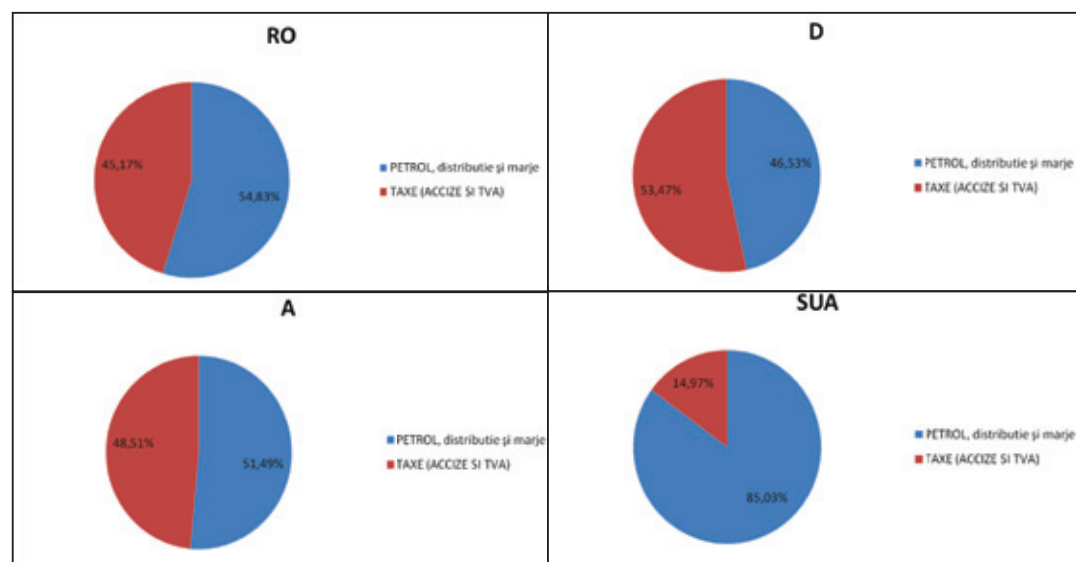 RO
45,17%
54,83%
PETROL, distributie și marje
TAXE (ACCIZE SI TVA)
D
46,53%
53,47%
PETROL, distributie și marje
TAXE (ACCIZE SI TVA)
A
48,51%
51,49%
PETROL, distributie și marje
TAXE (ACCIZE SI TVA)
SUA
14,97%
85,03%
PETROL, distributie și marje
TAXE (ACCIZE SI TVA)